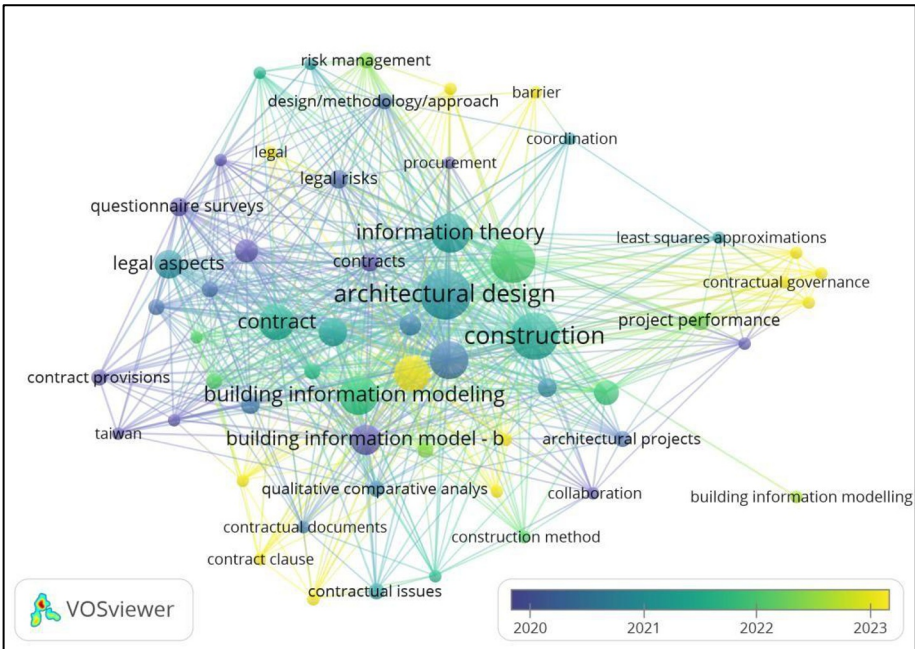 risk management
design/methodology/approach
barrier
coordination
legal
procurement
legal risks
questionnaire surveys
information theory
least squares approximations
legal aspects
contracts
contractual governance
architectural design
contract
project performance
construction
contract provisions
building information modeling
taiwan
building information model - b
architectural projects
qualitative comparative analys
collaboration
building information modelling
contractual documents
construction method
contract clause
contractual issues
VOSviewer
2020 2021 2022 2023